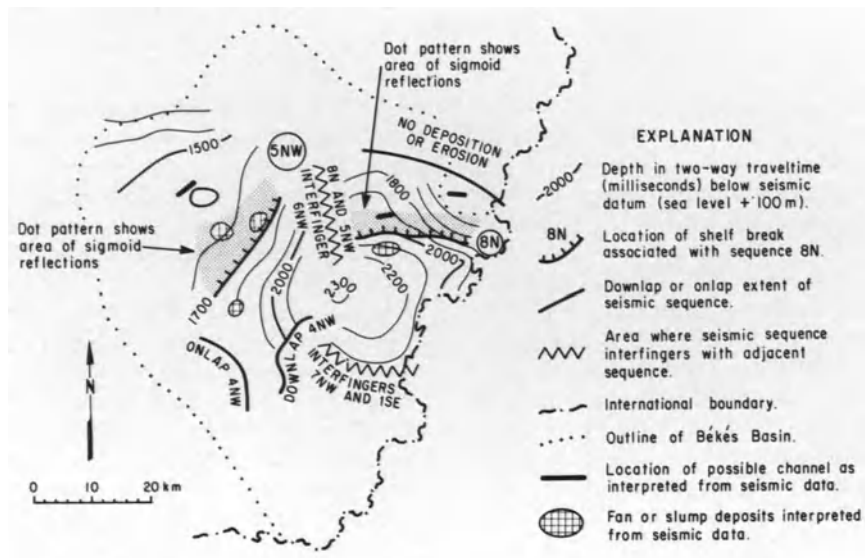 Dot pattern shows
area of sigmoid
reflections
NO DEPOSITION
OR EROSION
1500
5NW
8N AND 5NW
INTERFINGER
6NW
1800
Dot pattern shows
area of sigmoid
reflections
8N
2000?
2000
2200
2300
1700
ONLAP 4NW
DOWNLAP 4NW
INTERFINGERS
7NW AND 1SE
N
0 10 20 km
EXPLANATION
-2000-
Depth in two-way traveltime
(milliseconds) below seismic
datum (sea level +100m).
8N
Location of shelf break
associated with sequence 8N.
Downlap or onlap extent of
seismic sequence.
Area where seismic sequence
interfingers with adjacent
sequence.
International boundary.
Outline of Békés Basin.
Location of possible channel as
interpreted from seismic data.
Fan or slump deposits interpreted
from seismic data.